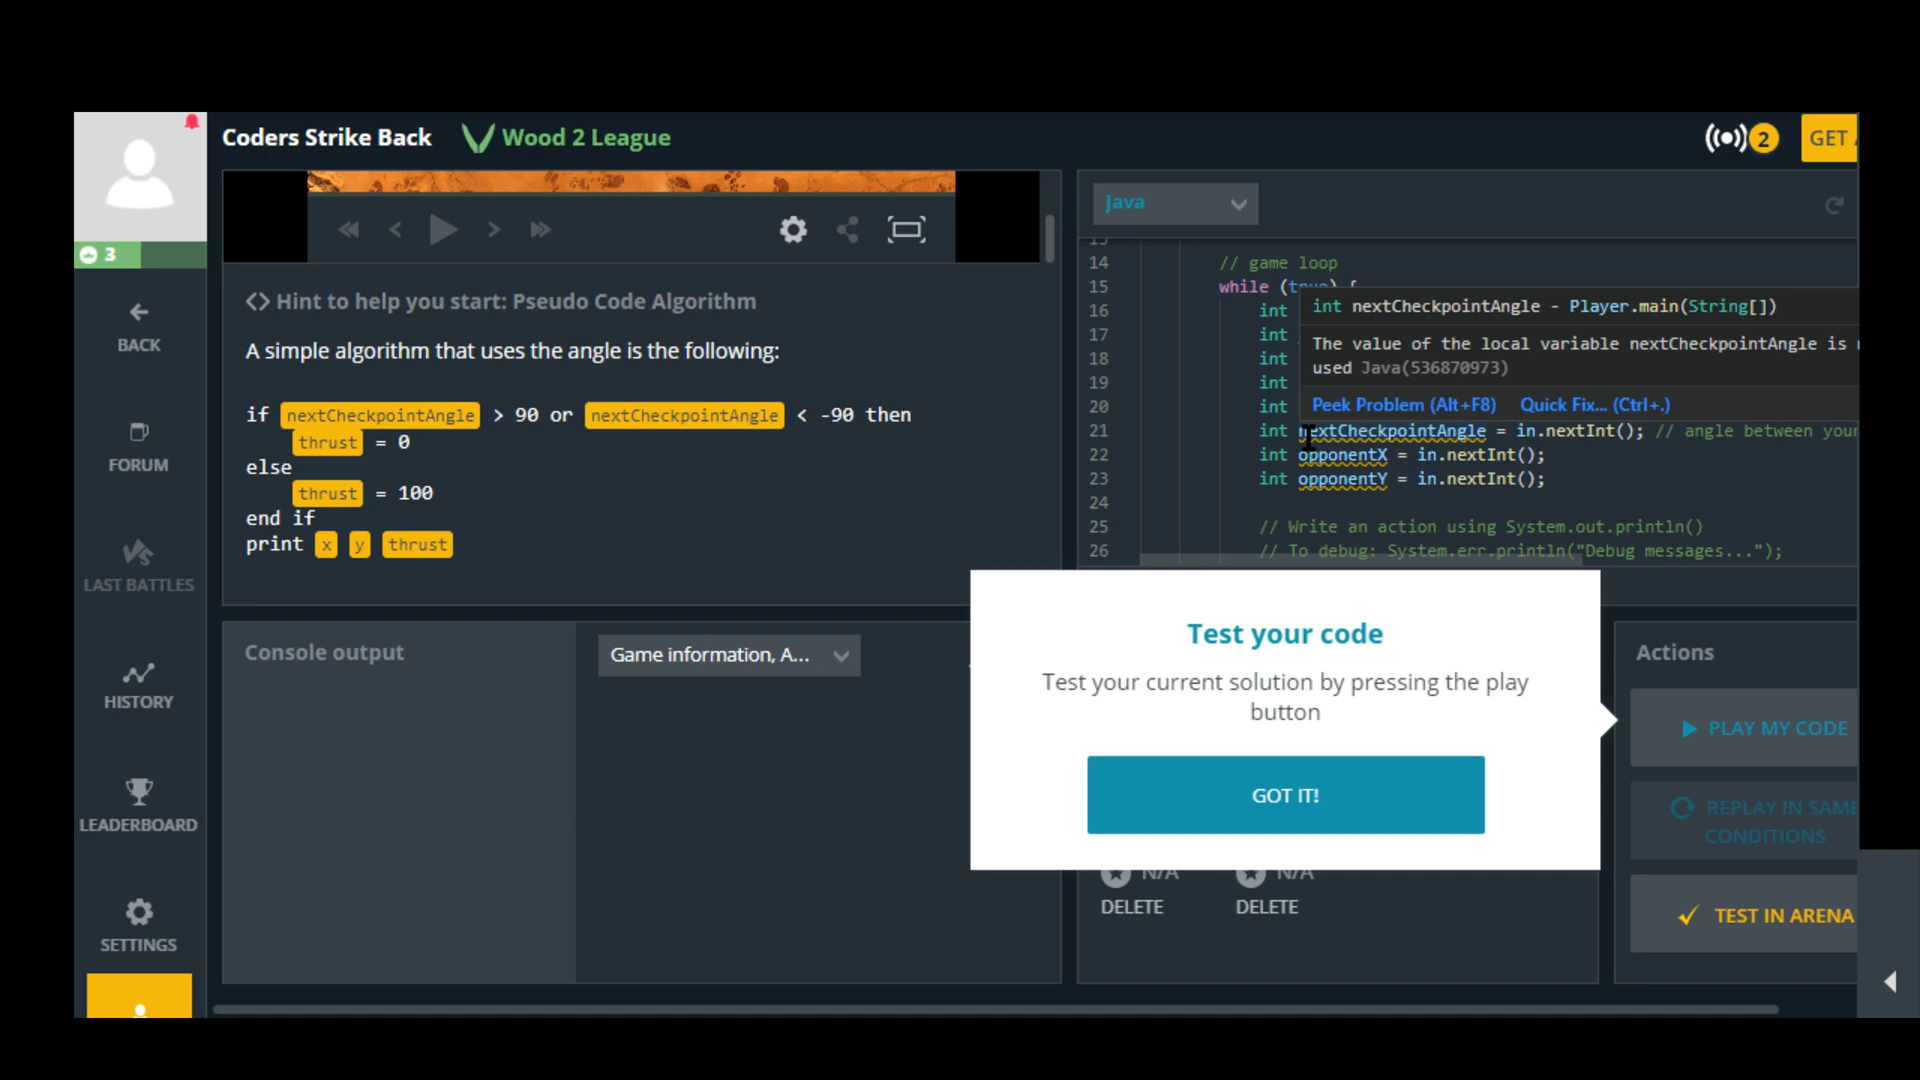 Coders Strike Back
Wood 2 League
2
GET
3
BACK
FORUM
LAST BATTLES
HISTORY
LEADERBOARD
SETTINGS
<> Hint to help you start: Pseudo Code Algorithm
A simple algorithm that uses the angle is the following:
if nextCheckpointAngle > 90 or nextCheckpointAngle < -90 then
thrust = 0
else
thrust = 100
end if
print x y thrust
Console output
Game information, A...
Java
14 // game loop
15 while (true) {
16 int
17 int
18 int
19 int
20 int
int nextCheckpointAngle - Player.main(String[])
The value of the local variable nextCheckpointAngle is
used Java(536870973)
Peek Problem (Alt+F8) Quick Fix... (Ctrl+.)
21 int nextCheckpointAngle = in.nextInt(); // angle between your
22 int opponentX = in.nextInt();
23 int opponentY = in.nextInt();
24
25 // Write an action using System.out.println()
26 // To debug: System.err.println("Debug messages...");
Test your code
Test your current solution by pressing the play
button
GOT IT!
N/A N/A
DELETE DELETE
Actions
PLAY MY CODE
REPLAY IN SAME
CONDITIONS
TEST IN ARENA